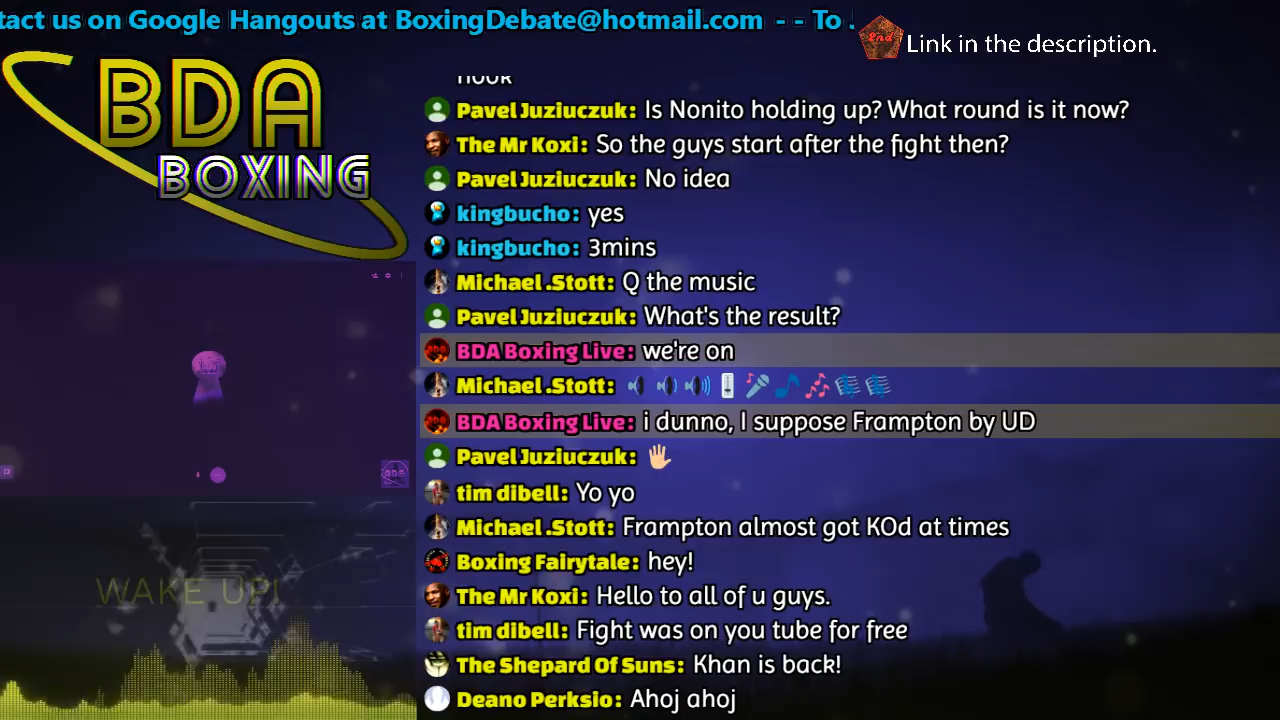 tact us on Google Hangouts at BoxingDebate@hotmail.com - - To
End
Link in the description.
BDA
BOXING
hour
Pavel Juziuczuk: Is Nonito holding up? What round is it now?
The Mr Koxi: So the guys start after the fight then?
Pavel Juziuczuk: No idea
kingbucho: yes
kingbucho: 3mins
Michael .Stott: Q the music
Pavel Juziuczuk: What's the result?
BDA Boxing Live: we're on
Michael .Stott: 🔈 🔉 🔊 🎚 🎤 🎵 🎶 🎼 🎼
BDA Boxing Live: i dunno, I suppose Frampton by UD
Pavel Juziuczuk: 🖐🏻
tim dibell: Yo yo
Michael .Stott: Frampton almost got KOd at times
Boxing Fairytale: hey!
The Mr Koxi: Hello to all of u guys.
tim dibell: Fight was on you tube for free
The Shepard Of Suns: Khan is back!
Deano Perksio: Ahoj ahoj
WAKE UP!
BDA